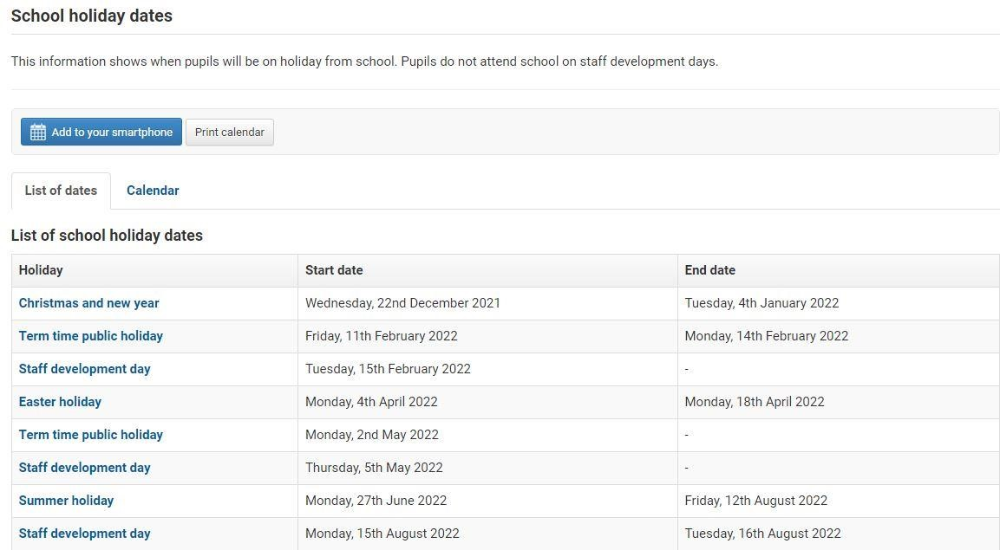 School holiday dates
This information shows when pupils will be on holiday from school. Pupils do not attend school on staff development days.
Add to your smartphone Print calendar
List of dates Calendar
List of school holiday dates
Holiday Start date End date
Christmas and new year Wednesday, 22nd December 2021 Tuesday, 4th January 2022
Term time public holiday Friday, 11th February 2022 Monday, 14th February 2022
Staff development day Tuesday, 15th February 2022 -
Easter holiday Monday, 4th April 2022 Monday, 18th April 2022
Term time public holiday Monday, 2nd May 2022 -
Staff development day Thursday, 5th May 2022 -
Summer holiday Monday, 27th June 2022 Friday, 12th August 2022
Staff development day Monday, 15th August 2022 Tuesday, 16th August 2022